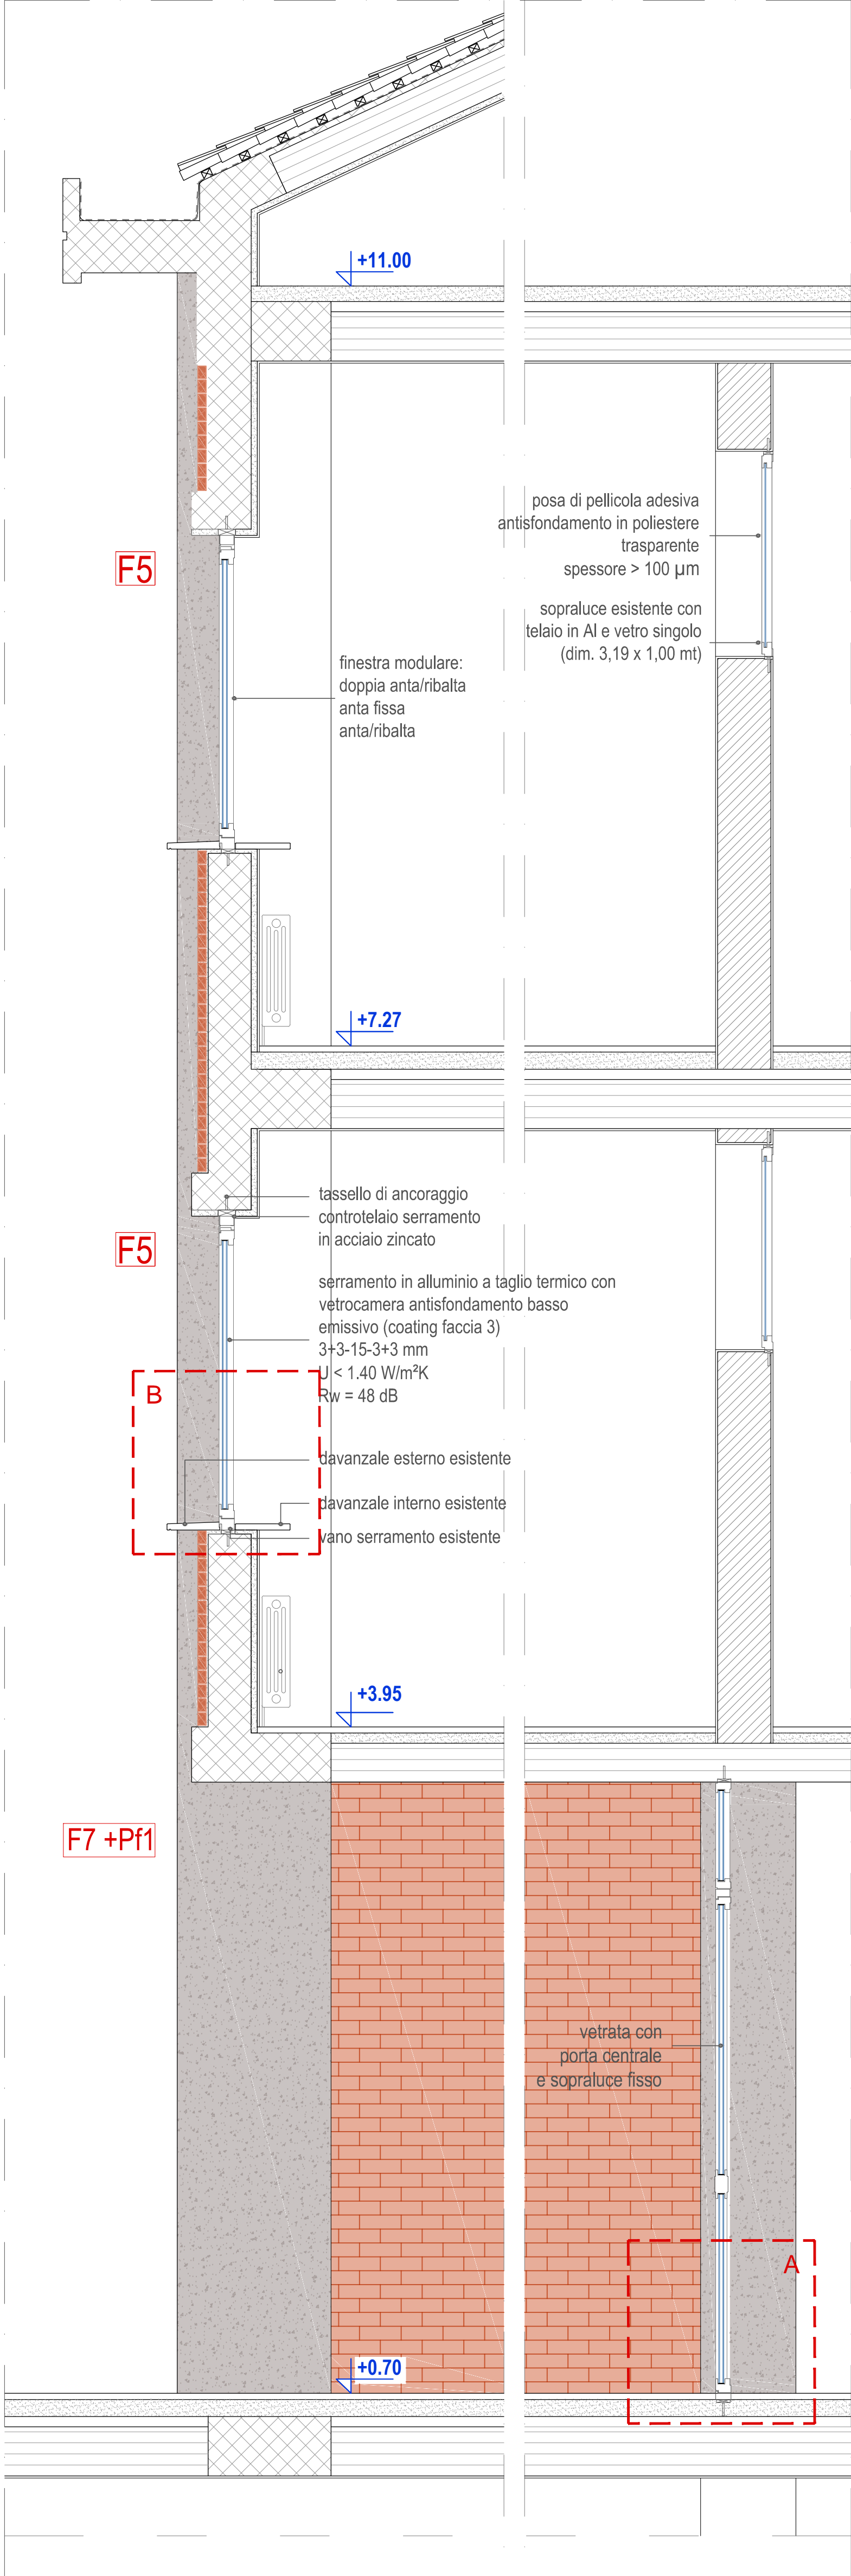 +11.00
posa di pellicola adesiva
antisfondamento in poliestere
trasparente
spessore > 100 µm
F5
sopraluce esistente con
telaio in Al e vetro singolo
(dim. 3,19 x 1,00 mt)
finestra modulare:
doppia anta/ribalta
anta fissa
anta/ribalta
+7.27
tassello di ancoraggio
controtelaio serramento
in acciaio zincato
F5
serramento in alluminio a taglio termico con
vetrocamera antisfondamento basso
emissivo (coating faccia 3)
3+3-15-3+3 mm
U < 1.40 W/m²K
Rw = 48 dB
B
davanzale esterno esistente
davanzale interno esistente
vano serramento esistente
+3.95
F7 +Pf1
vetrata con
porta centrale
e sopraluce fisso
A
+0.70